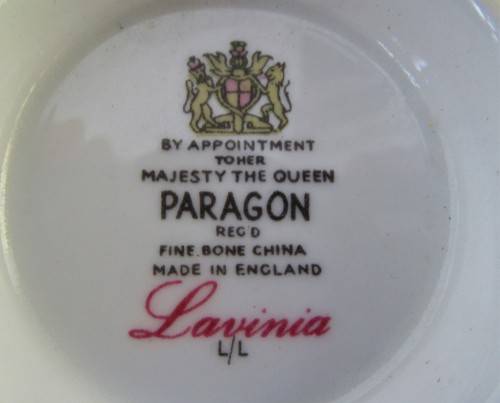 BY APPOINTMENT
TO HER
MAJESTY THE QUEEN
PARAGON
REG'D
FINE. BONE CHINA
MADE IN ENGLAND
Lavinia
L/L